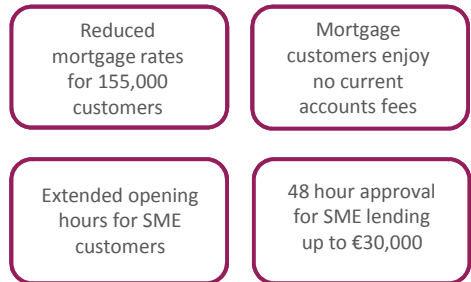 Reduced
mortgage rates
for 155,000
customers
Mortgage
customers enjoy
no current
accounts fees
Extended opening
hours for SME
customers
48 hour approval
for SME lending
up to €30,000